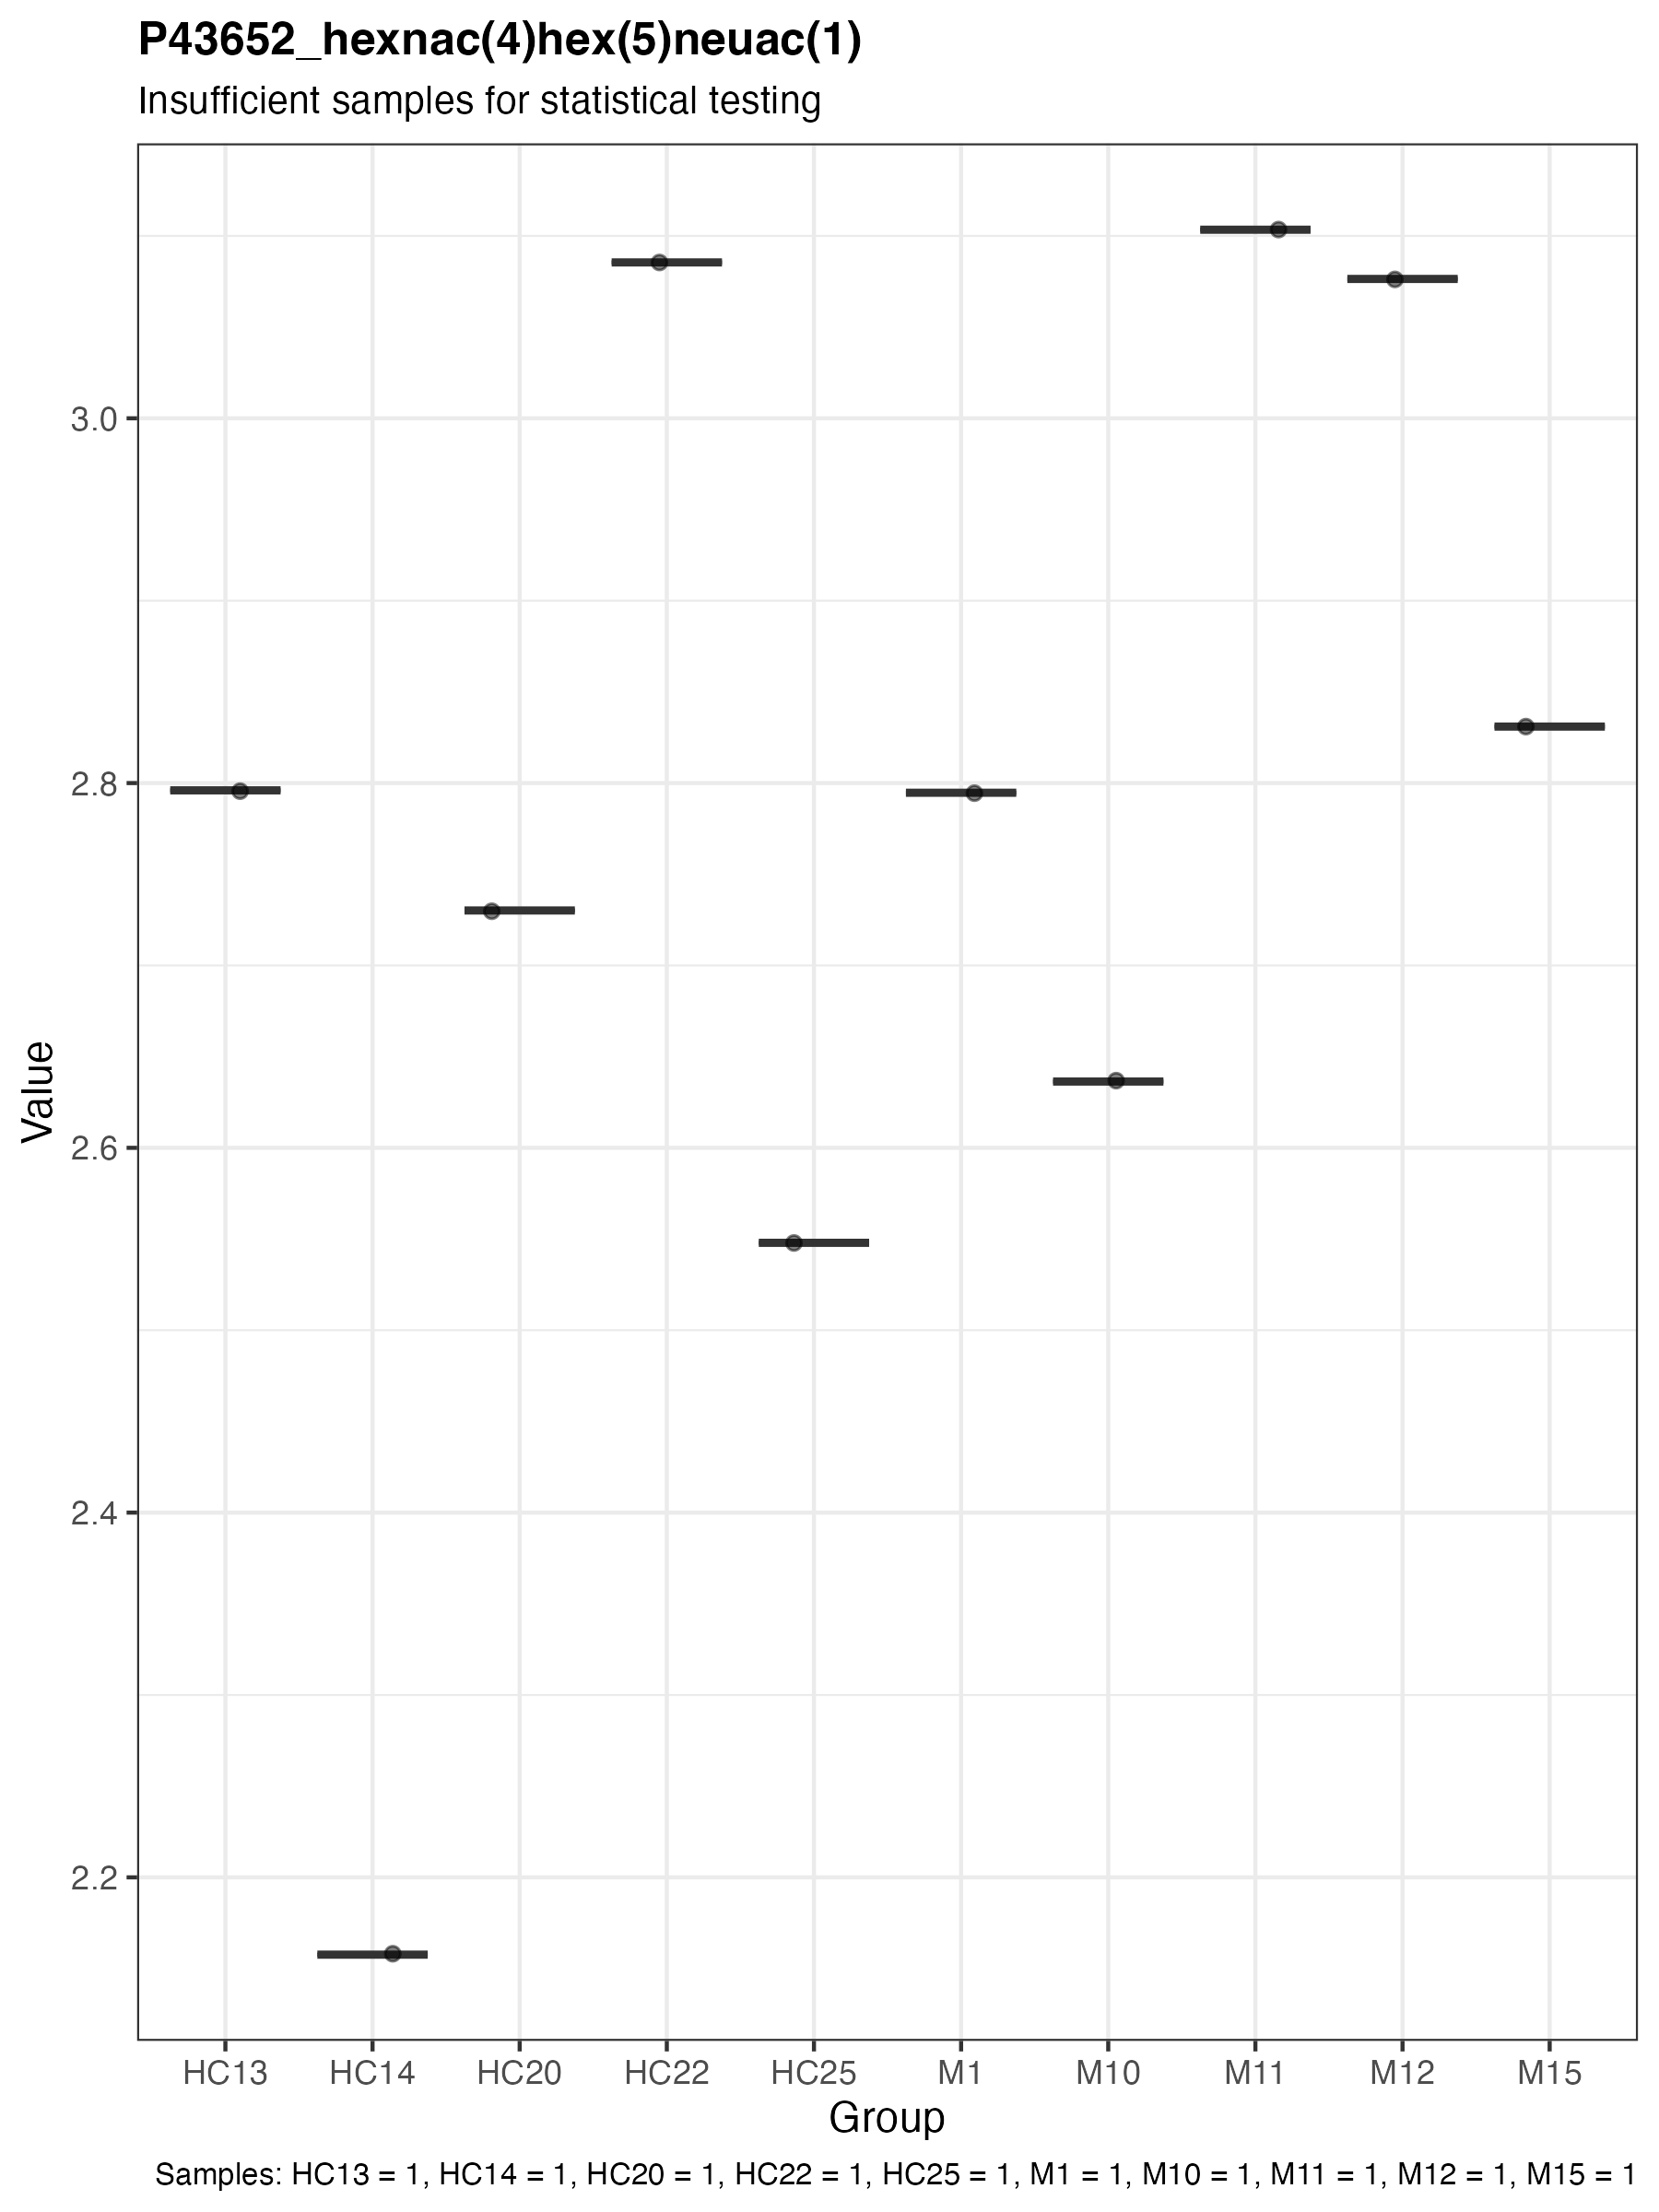 P43652_hexnac(4)hex(5)neuac(1)
Insufficient samples for statistical testing
Value
3.0
2.8
2.6
2.4
2.2
HC13 HC14 HC20 HC22 HC25 M1 M10 M11 M12 M15
Group
Samples: HC13 = 1, HC14 = 1, HC20 = 1, HC22 = 1, HC25 = 1, M1 = 1, M10 = 1, M11 = 1, M12 = 1, M15 = 1